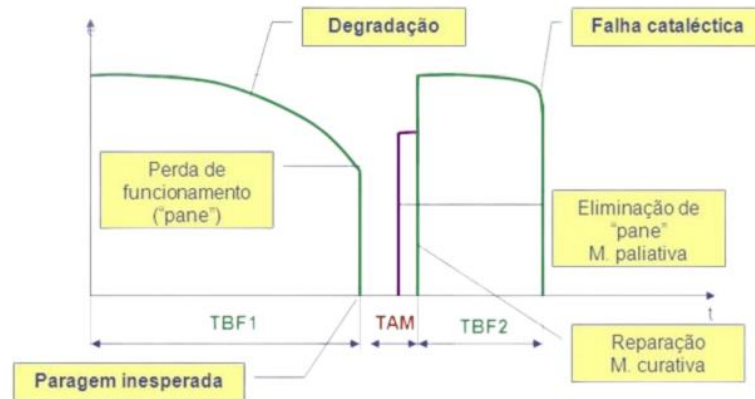 Degradação
Falha cataléctica
Perda de
funcionamento
("pane")
Eliminação de
"pane"
M. paliativa
TBF1
TAM
TBF2
t
Paragem inesperada
Reparação
M. curativa